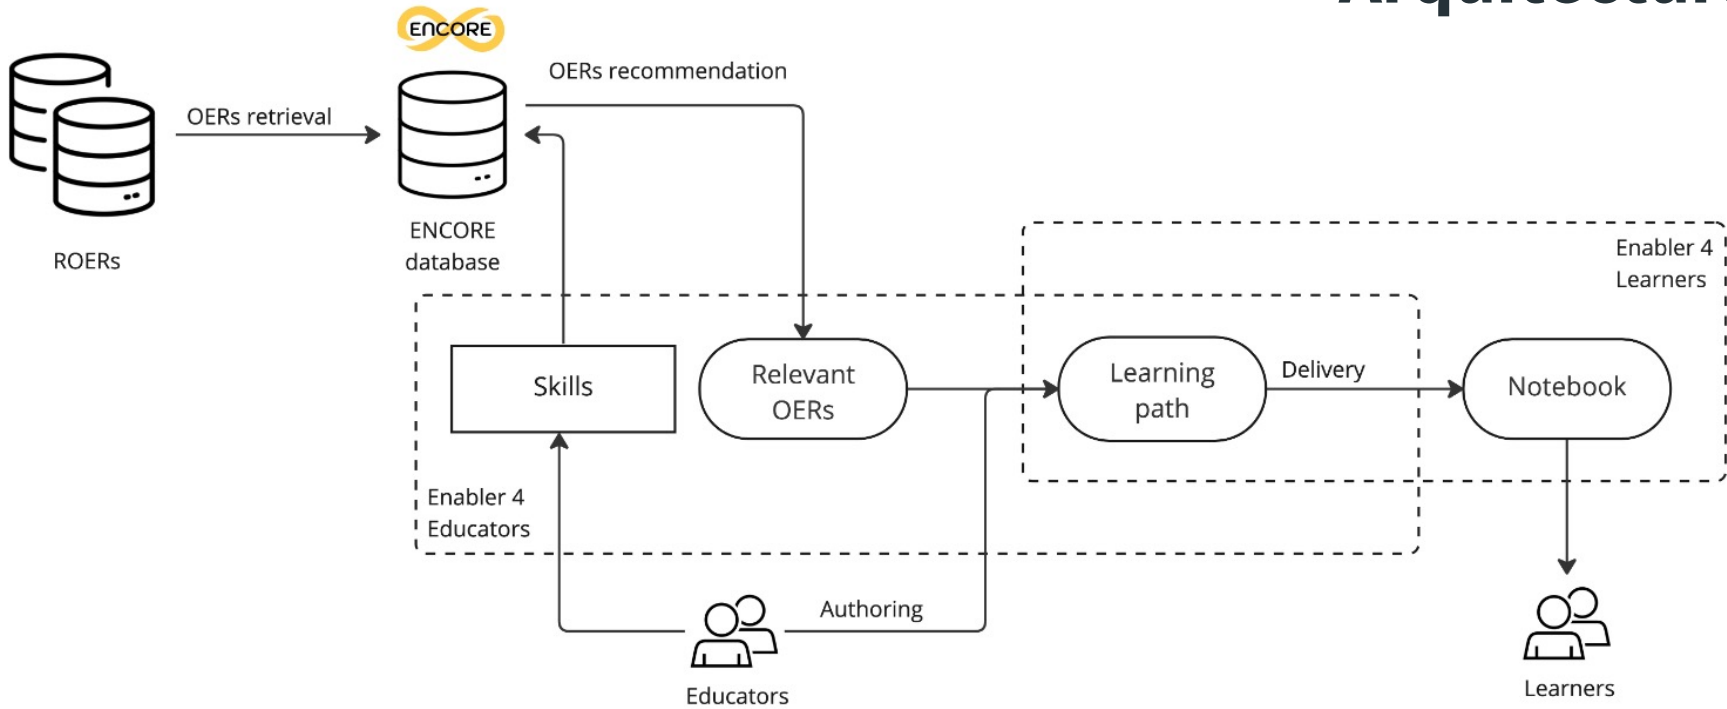 ENCORE
OERs recommendation
OERs retrieval
ROERs
ENCORE
database
Enabler 4
Learners
Skills
Relevant
OERs
Learning
path
Delivery
Notebook
Enabler 4
Educators
Authoring
Educators
Learners